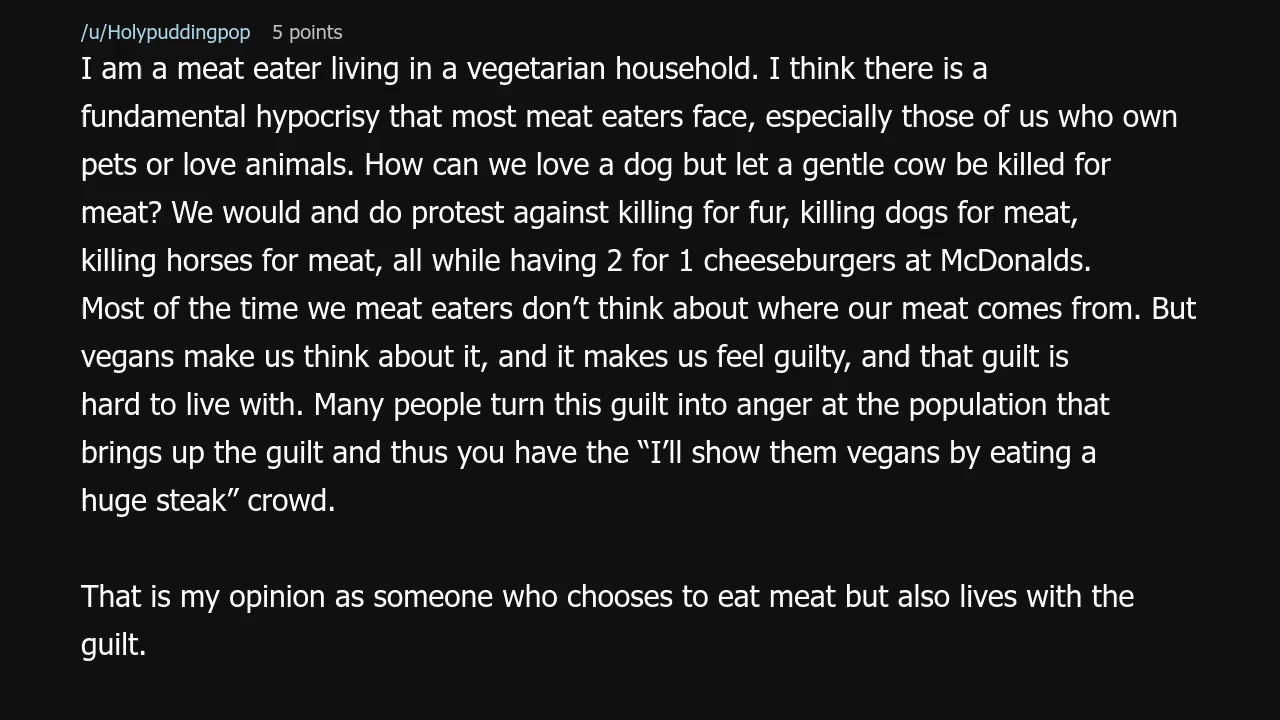 /u/Holypuddingpop 5 points
I am a meat eater living in a vegetarian household. I think there is a
fundamental hypocrisy that most meat eaters face, especially those of us who own
pets or love animals. How can we love a dog but let a gentle cow be killed for
meat? We would and do protest against killing for fur, killing dogs for meat,
killing horses for meat, all while having 2 for 1 cheeseburgers at McDonalds.
Most of the time we meat eaters don’t think about where our meat comes from. But
vegans make us think about it, and it makes us feel guilty, and that guilt is
hard to live with. Many people turn this guilt into anger at the population that
brings up the guilt and thus you have the “I’ll show them vegans by eating a
huge steak” crowd.
That is my opinion as someone who chooses to eat meat but also lives with the
guilt.